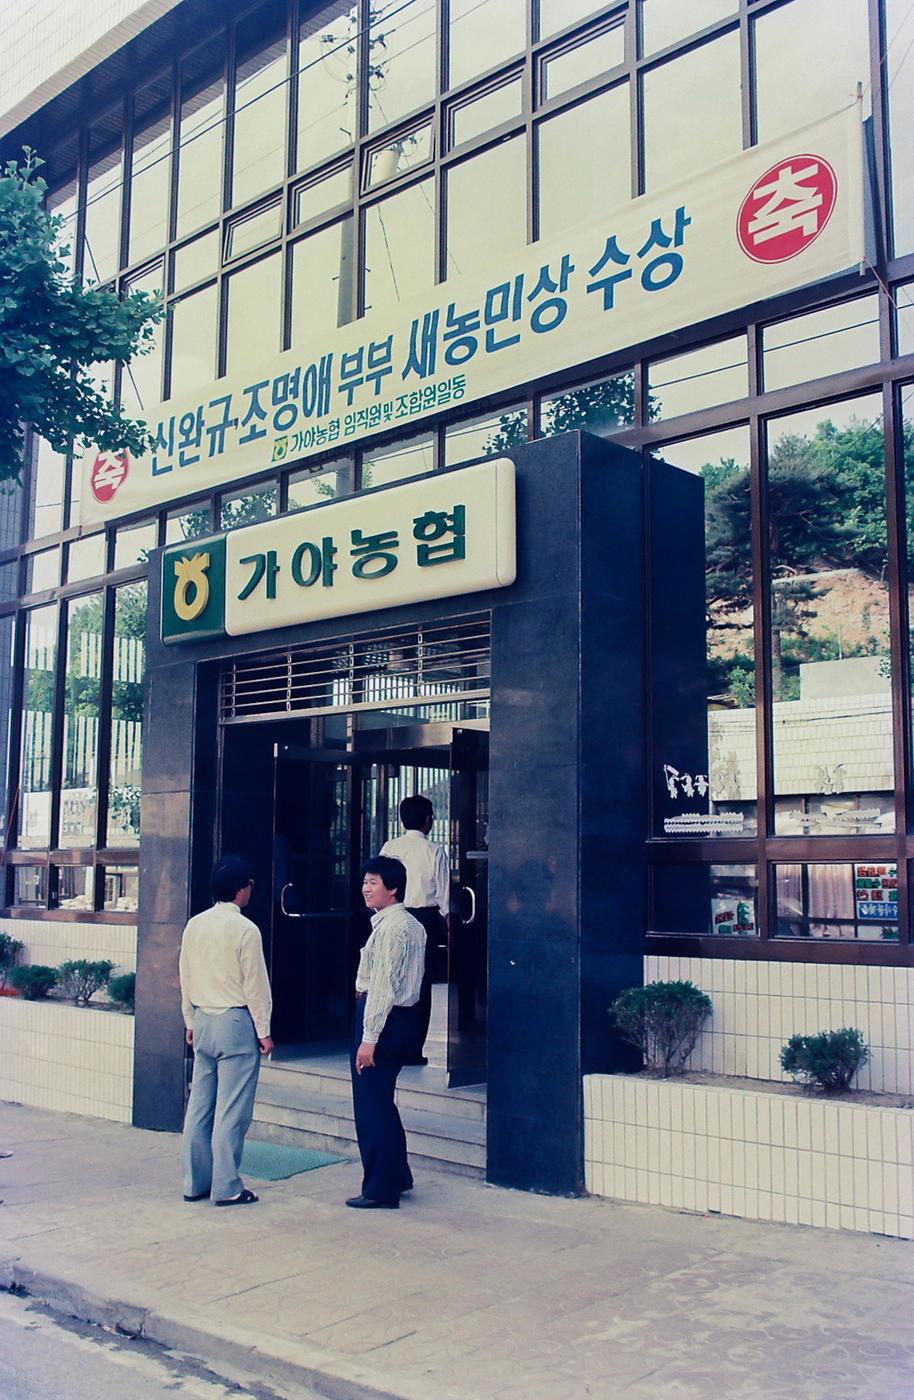 축 신완규·조명애 부부 새농민상 수상 축
가야농협 임직원및 조합원일동
가야농협